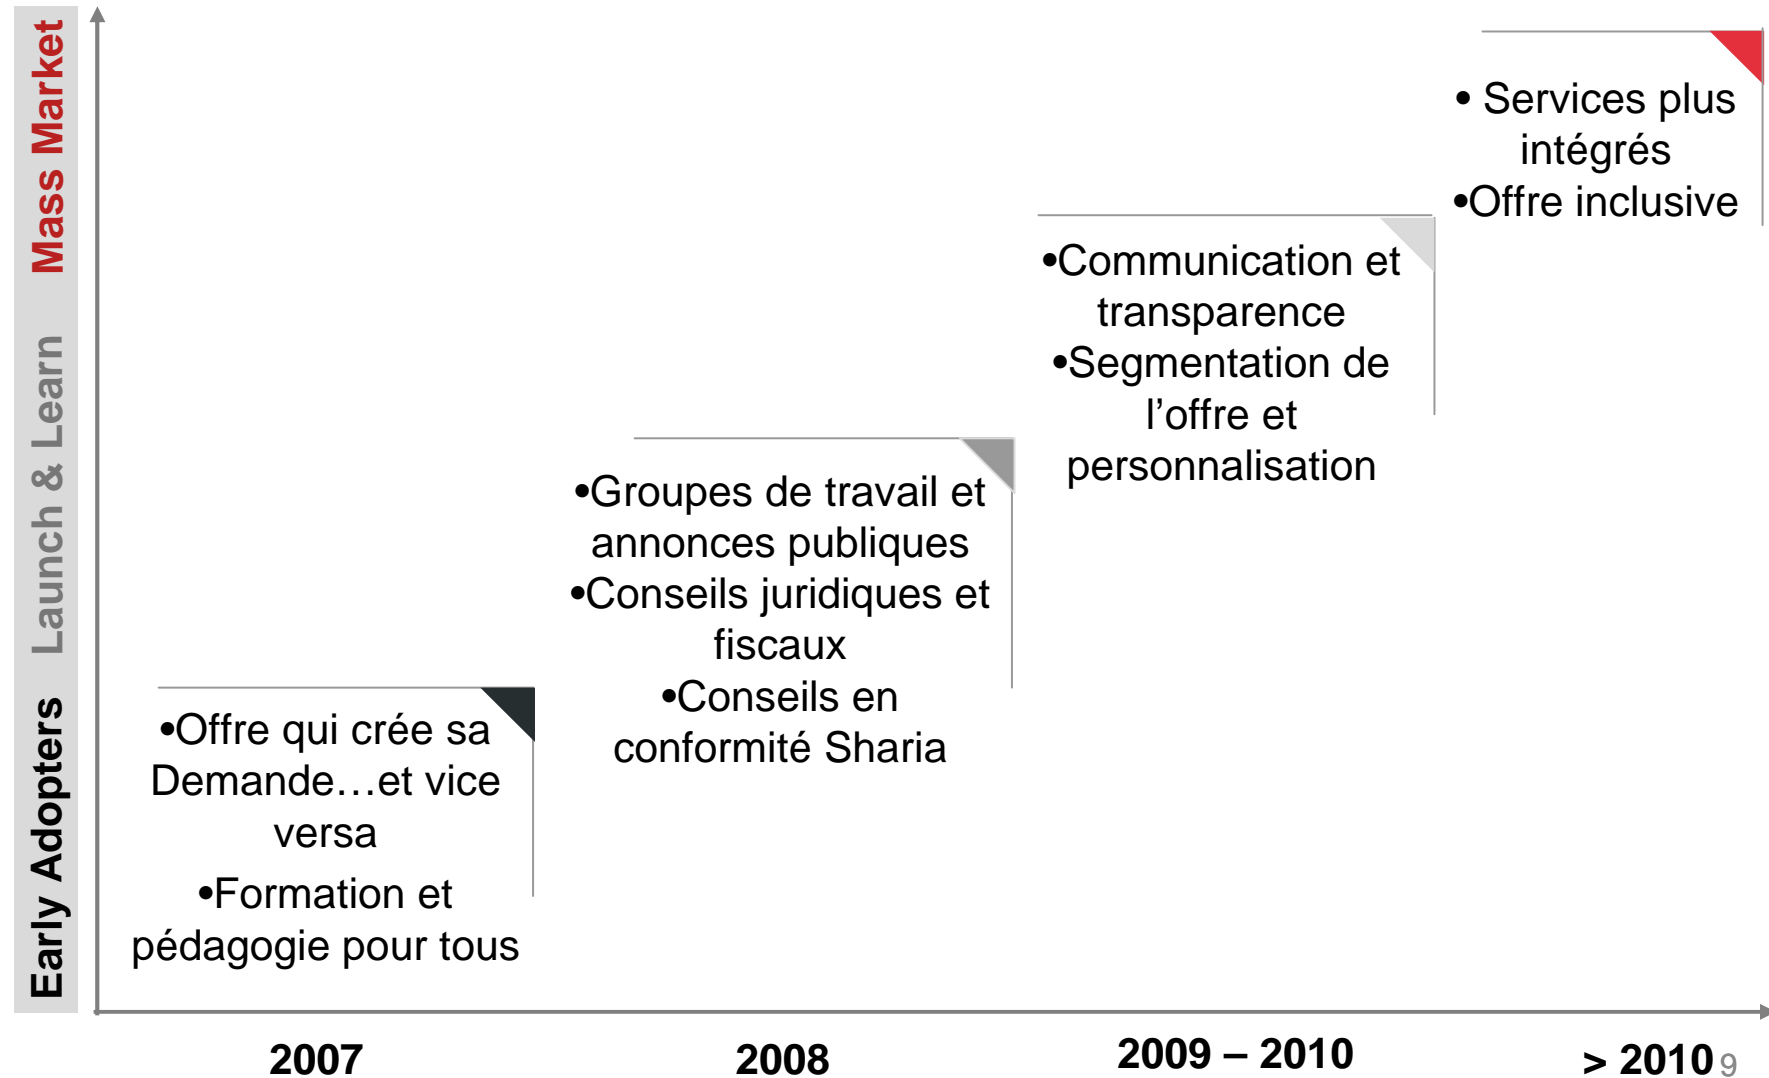 Mass Market
Launch & Learn
Early Adopters
• Services plus
intégrés
•Offre inclusive
•Communication et
transparence
•Segmentation de
l’offre et
personnalisation
•Groupes de travail et
annonces publiques
•Conseils juridiques et
fiscaux
•Conseils en
conformité Sharia
•Offre qui crée sa
Demande…et vice
versa
•Formation et
pédagogie pour tous
2007
2008
2009 – 2010
> 2010
9